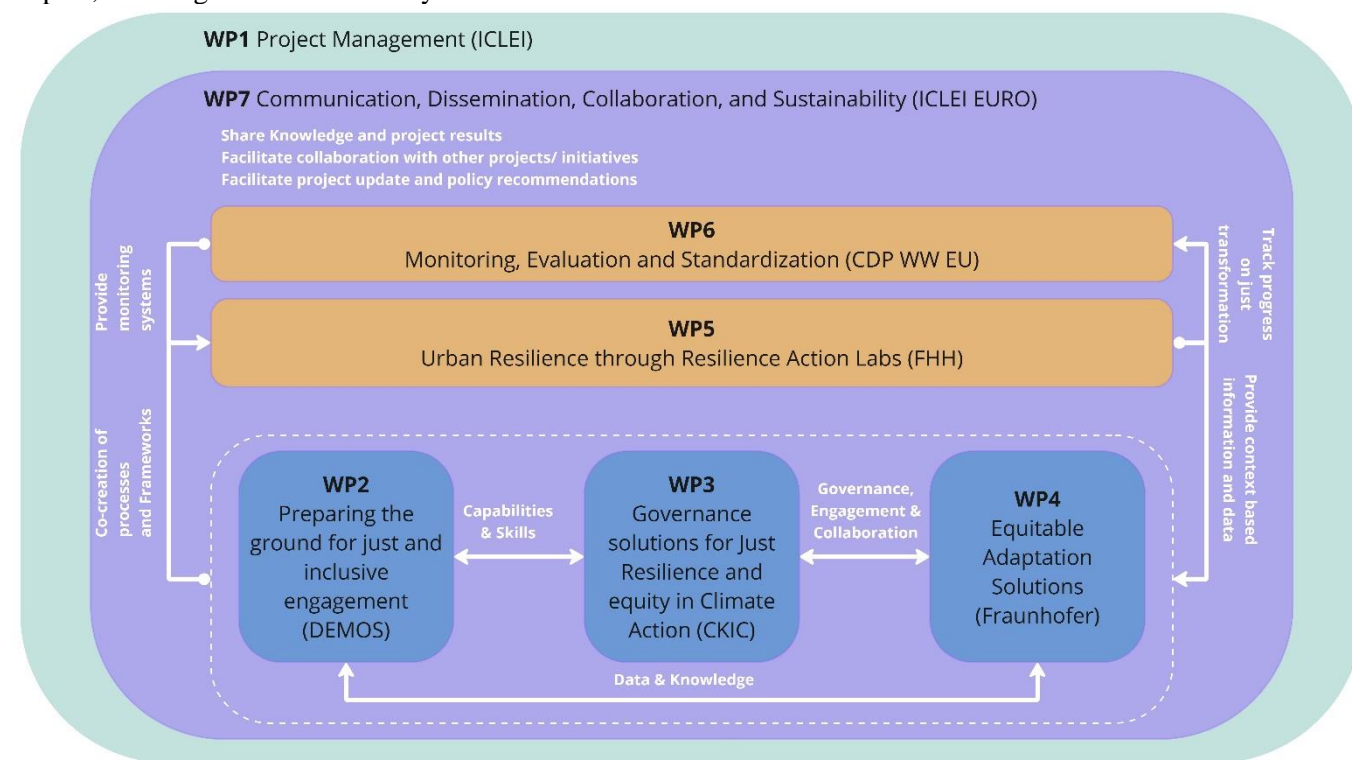 WP1 Project Management (ICLEI)
WP7 Communication, Dissemination, Collaboration, and Sustainability (ICLEI EURO)
Share Knowledge and project results
Facilitate collaboration with other projects/ initiatives
Facilitate project update and policy recommendations
WP6
Monitoring, Evaluation and Standardization (CDP WW EU)
WP5
Urban Resilience through Resilience Action Labs (FHH)
Provide
monitoring
systems
Co-creation of
processes
and Frameworks
Track progress
on just
transformation
Provide context based
information and data
WP2
Preparing the
ground for just and
inclusive
engagement
(DEMOS)
Capabilities
& Skills
WP3
Governance
solutions for Just
Resilience and
equity in Climate
Action (CKIC)
Governance,
Engagement &
Collaboration
WP4
Equitable
Adaptation
Solutions
(Fraunhofer)
Data & Knowledge